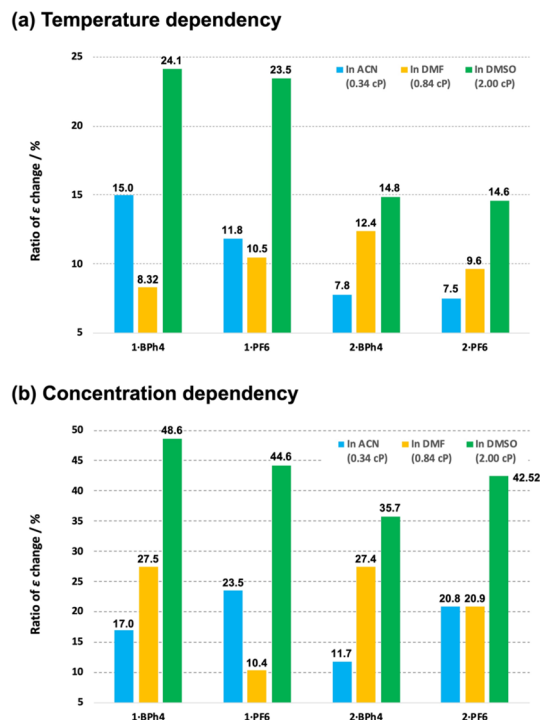 (a) Temperature dependency
Ratio of ε change / %
25
20
15
10
5
In ACN (0.34 cP)
In DMF (0.84 cP)
In DMSO (2.00 cP)
15.0
8.32
24.1
11.8
10.5
23.5
7.8
12.4
14.8
7.5
9.6
14.6
1·BPh4
1·PF6
2·BPh4
2·PF6
(b) Concentration dependency
Ratio of ε change / %
50
45
40
35
30
25
20
15
10
5
In ACN (0.34 cP)
In DMF (0.84 cP)
In DMSO (2.00 cP)
17.0
27.5
48.6
23.5
10.4
44.6
11.7
27.4
35.7
20.8
20.9
42.52
1·BPh4
1·PF6
2·BPh4
2·PF6